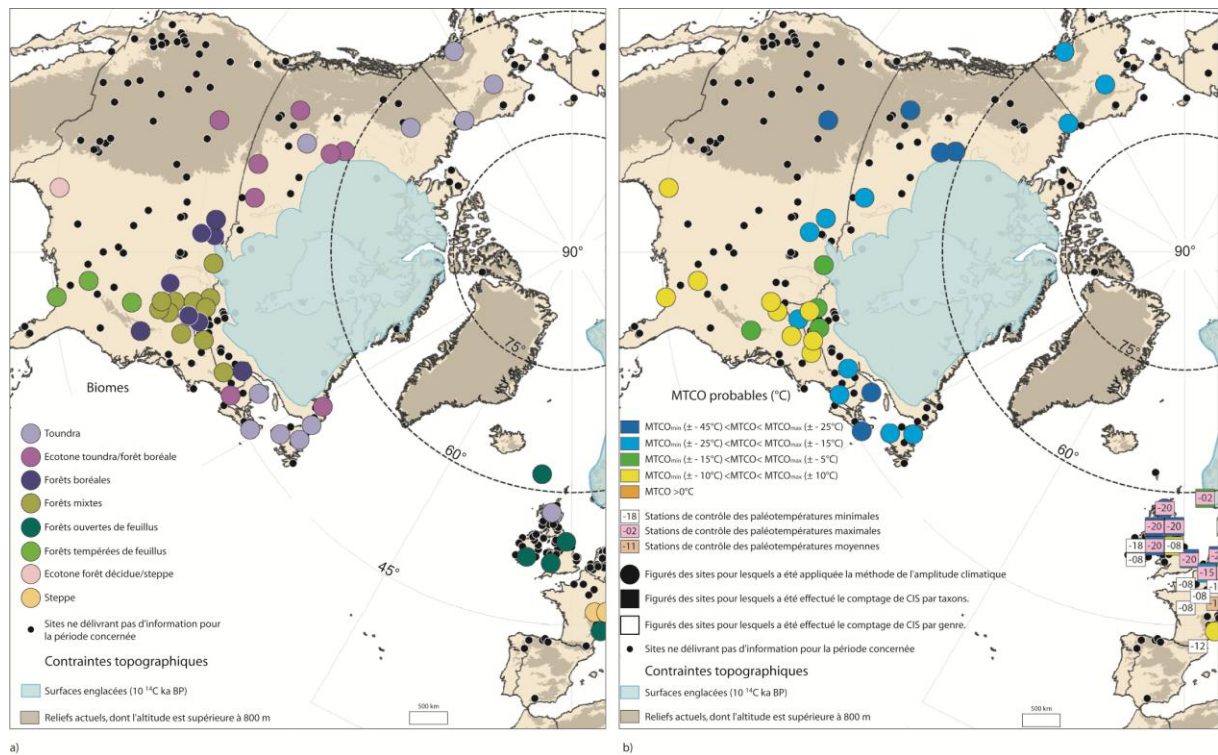 90°
75°
60°
45°
Biomes
Toundra
Ecotone toundra/forêt boréale
Forêts boréales
Forêts mixtes
Forêts ouvertes de feuillus
Forêts tempérées de feuillus
Ecotone forêt décidue/steppe
Steppe
Sites ne délivrant pas d'information pour
la période concernée
Contraintes topographiques
Surfaces englacées (10 ¹⁴C ka BP)
Reliefs actuels, dont l'altitude est supérieure à 800 m
500 km
a)
90°
75°
60°
45°
MTCO probables (°C)
MTCOmin (± - 45°C) <MTCO< MTCOmax (± - 25°C)
MTCOmin (± - 25°C) <MTCO< MTCOmax (± - 15°C)
MTCOmin (± - 15°C) <MTCO< MTCOmax (± - 5°C)
MTCOmin (± - 10°C) <MTCO< MTCOmax (± 10°C)
MTCO >0°C
-18 Stations de contrôle des paléotempératures minimales
-02 Stations de contrôle des paléotempératures maximales
-11 Stations de contrôle des paléotempératures moyennes
Figurés des sites pour lesquels a été appliquée la méthode de l'amplitude climatique
Figurés des sites pour lesquels a été effectué le comptage de CIS par taxons.
Figurés des sites pour lesquels a été effectué le comptage de CIS par genre.
Sites ne délivrant pas d'information pour la période concernée
Contraintes topographiques
Surfaces englacées (10 ¹⁴C ka BP)
Reliefs actuels, dont l'altitude est supérieure à 800 m
500 km
-02
-20
-20 -20
-18 -20 -08
-08 -20
-15
-08
-08
-08
-12
b)